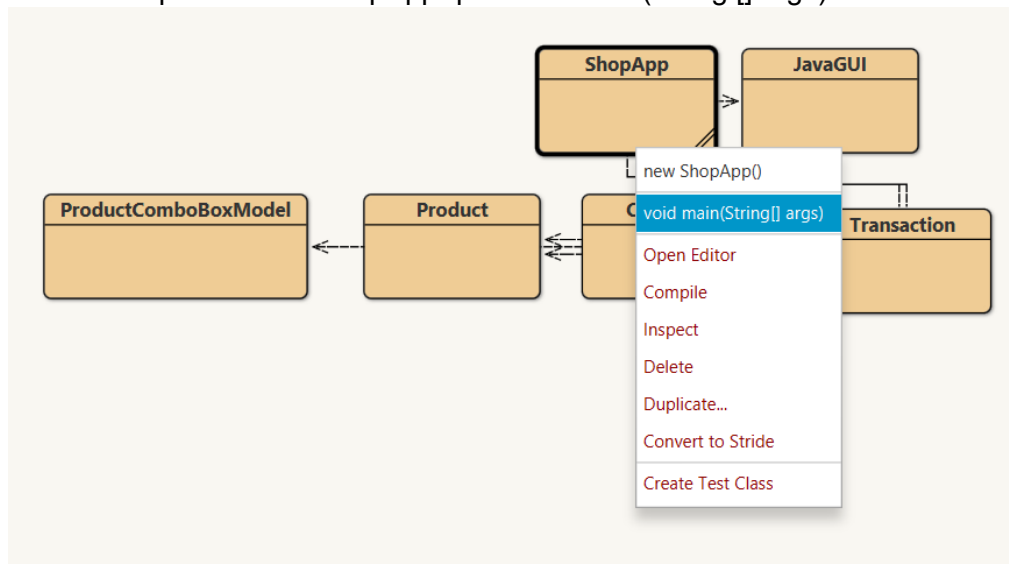 ShopApp
JavaGUI
new ShopApp()
ProductComboBoxModel
Product
C
void main(String[] args)
Transaction
Open Editor
Compile
Inspect
Delete
Duplicate...
Convert to Stride
Create Test Class